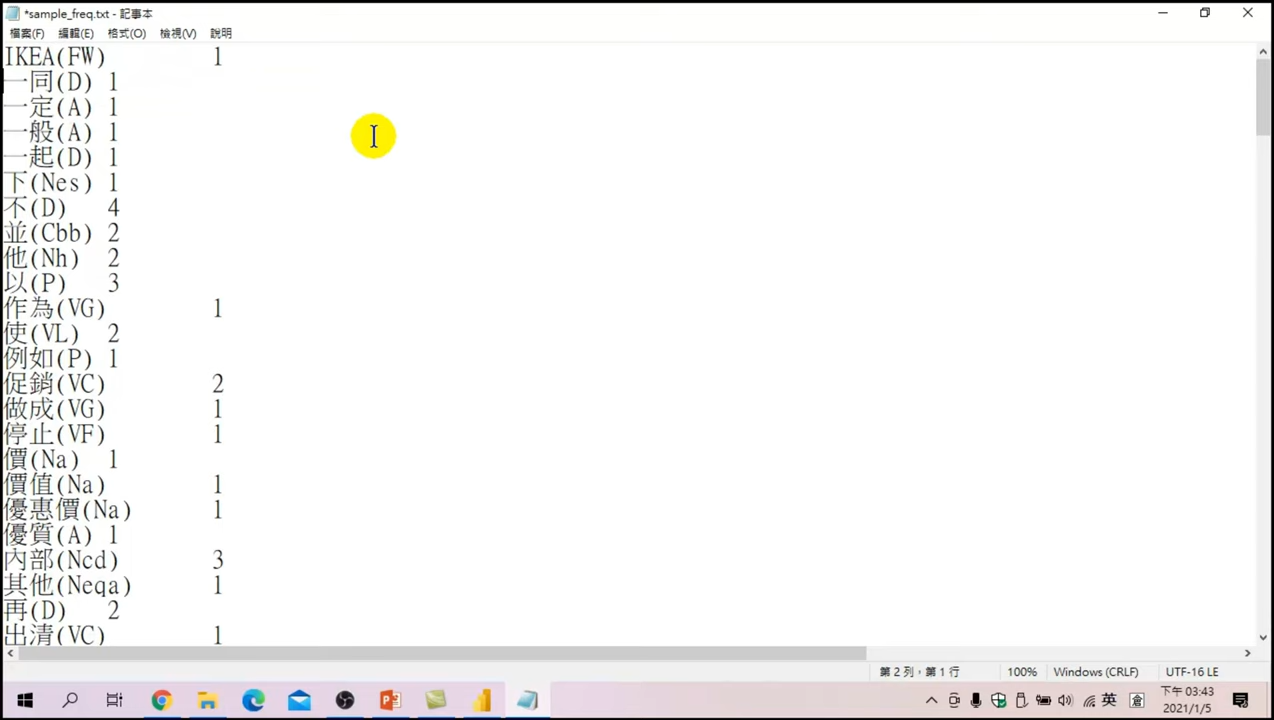 *sample_freq.txt - 記事本
檔案(F) 編輯(E) 格式(O) 檢視(V) 說明
IKEA(FW) 1
一同(D) 1
一定(A) 1
一般(A) 1
一起(D) 1
下(Nes) 1
不(D) 4
並(Cbb) 2
他(Nh) 2
以(P) 3
作為(VG) 1
使(VL) 2
例如(P) 1
促銷(VC) 2
做成(VG) 1
停止(VF) 1
價(Na) 1
價值(Na) 1
優惠價(Na) 1
優質(A) 1
內部(Ncd) 3
其他(Neqa) 1
再(D) 2
出清(VC) 1
第 2 列，第 1 行 100% Windows (CRLF) UTF-16 LE
英 倉 下午 03:43
2021/1/5